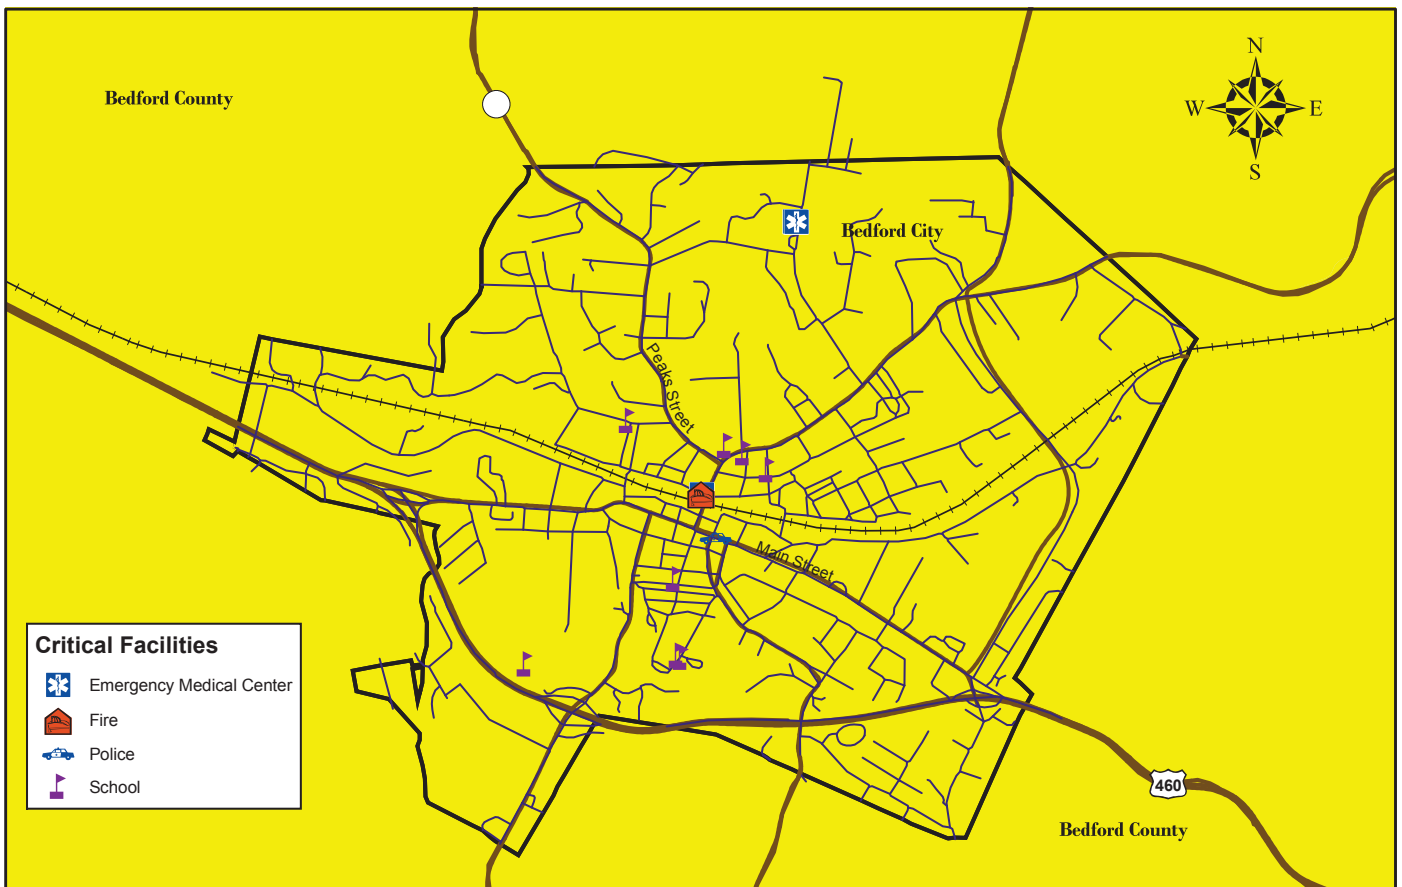 Bedford County
N
W
E
S
Bedford City
Peaks Street
Main Street
Critical Facilities
Emergency Medical Center
Fire
Police
School
460
Bedford County